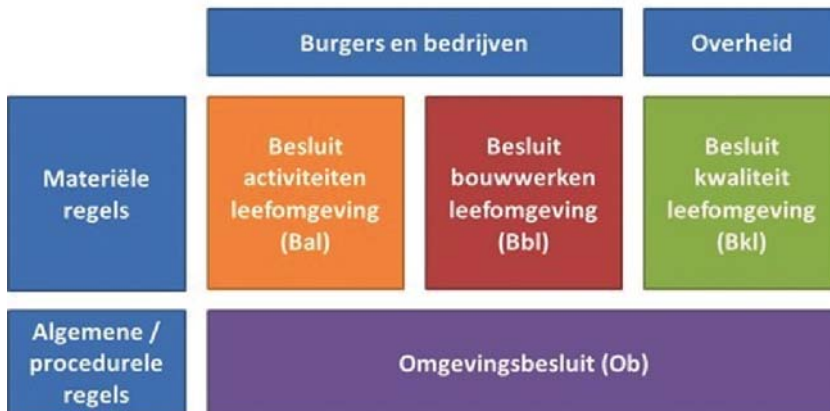 Burgers en bedrijven
Overheid
Materiële
regels
Besluit
activiteiten
leefomgeving
(Bal)
Besluit
bouwwerken
leefomgeving
(Bbl)
Besluit
kwaliteit
leefomgeving
(Bkl)
Algemene /
procedurele
regels
Omgevingsbesluit (Ob)